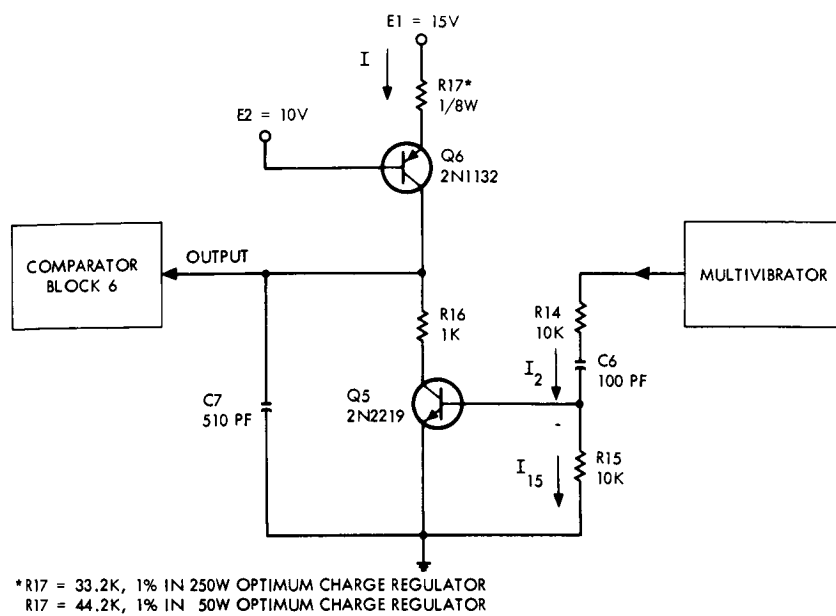 E1 = 15V
I
R17*
1/8W
E2 = 10V
Q6
2N1132
COMPARATOR
BLOCK 6
OUTPUT
MULTIVIBRATOR
R16
1K
R14
10K
C6
100 PF
I2
C7
510 PF
Q5
2N2219
I15
R15
10K
*R17 = 33.2K, 1% IN 250W OPTIMUM CHARGE REGULATOR
R17 = 44.2K, 1% IN 50W OPTIMUM CHARGE REGULATOR